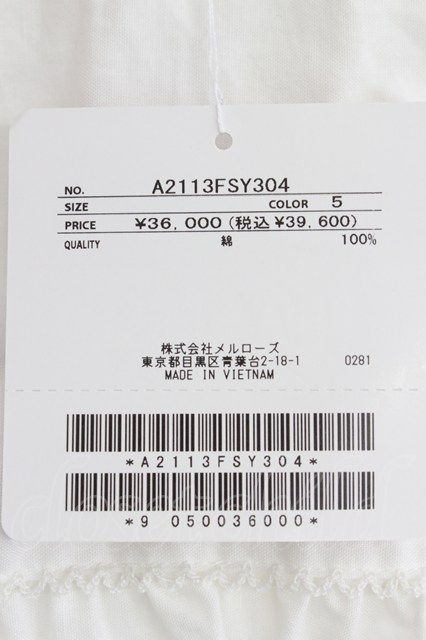 NO. A2113FSY304
SIZE COLOR 5
PRICE ¥36,000(税込¥39,600)
QUALITY 綿 100%
株式会社メルローズ
東京都目黒区青葉台2-18-1 0281
MADE IN VIETNAM
*A2113FSY304*
*9 050036000*